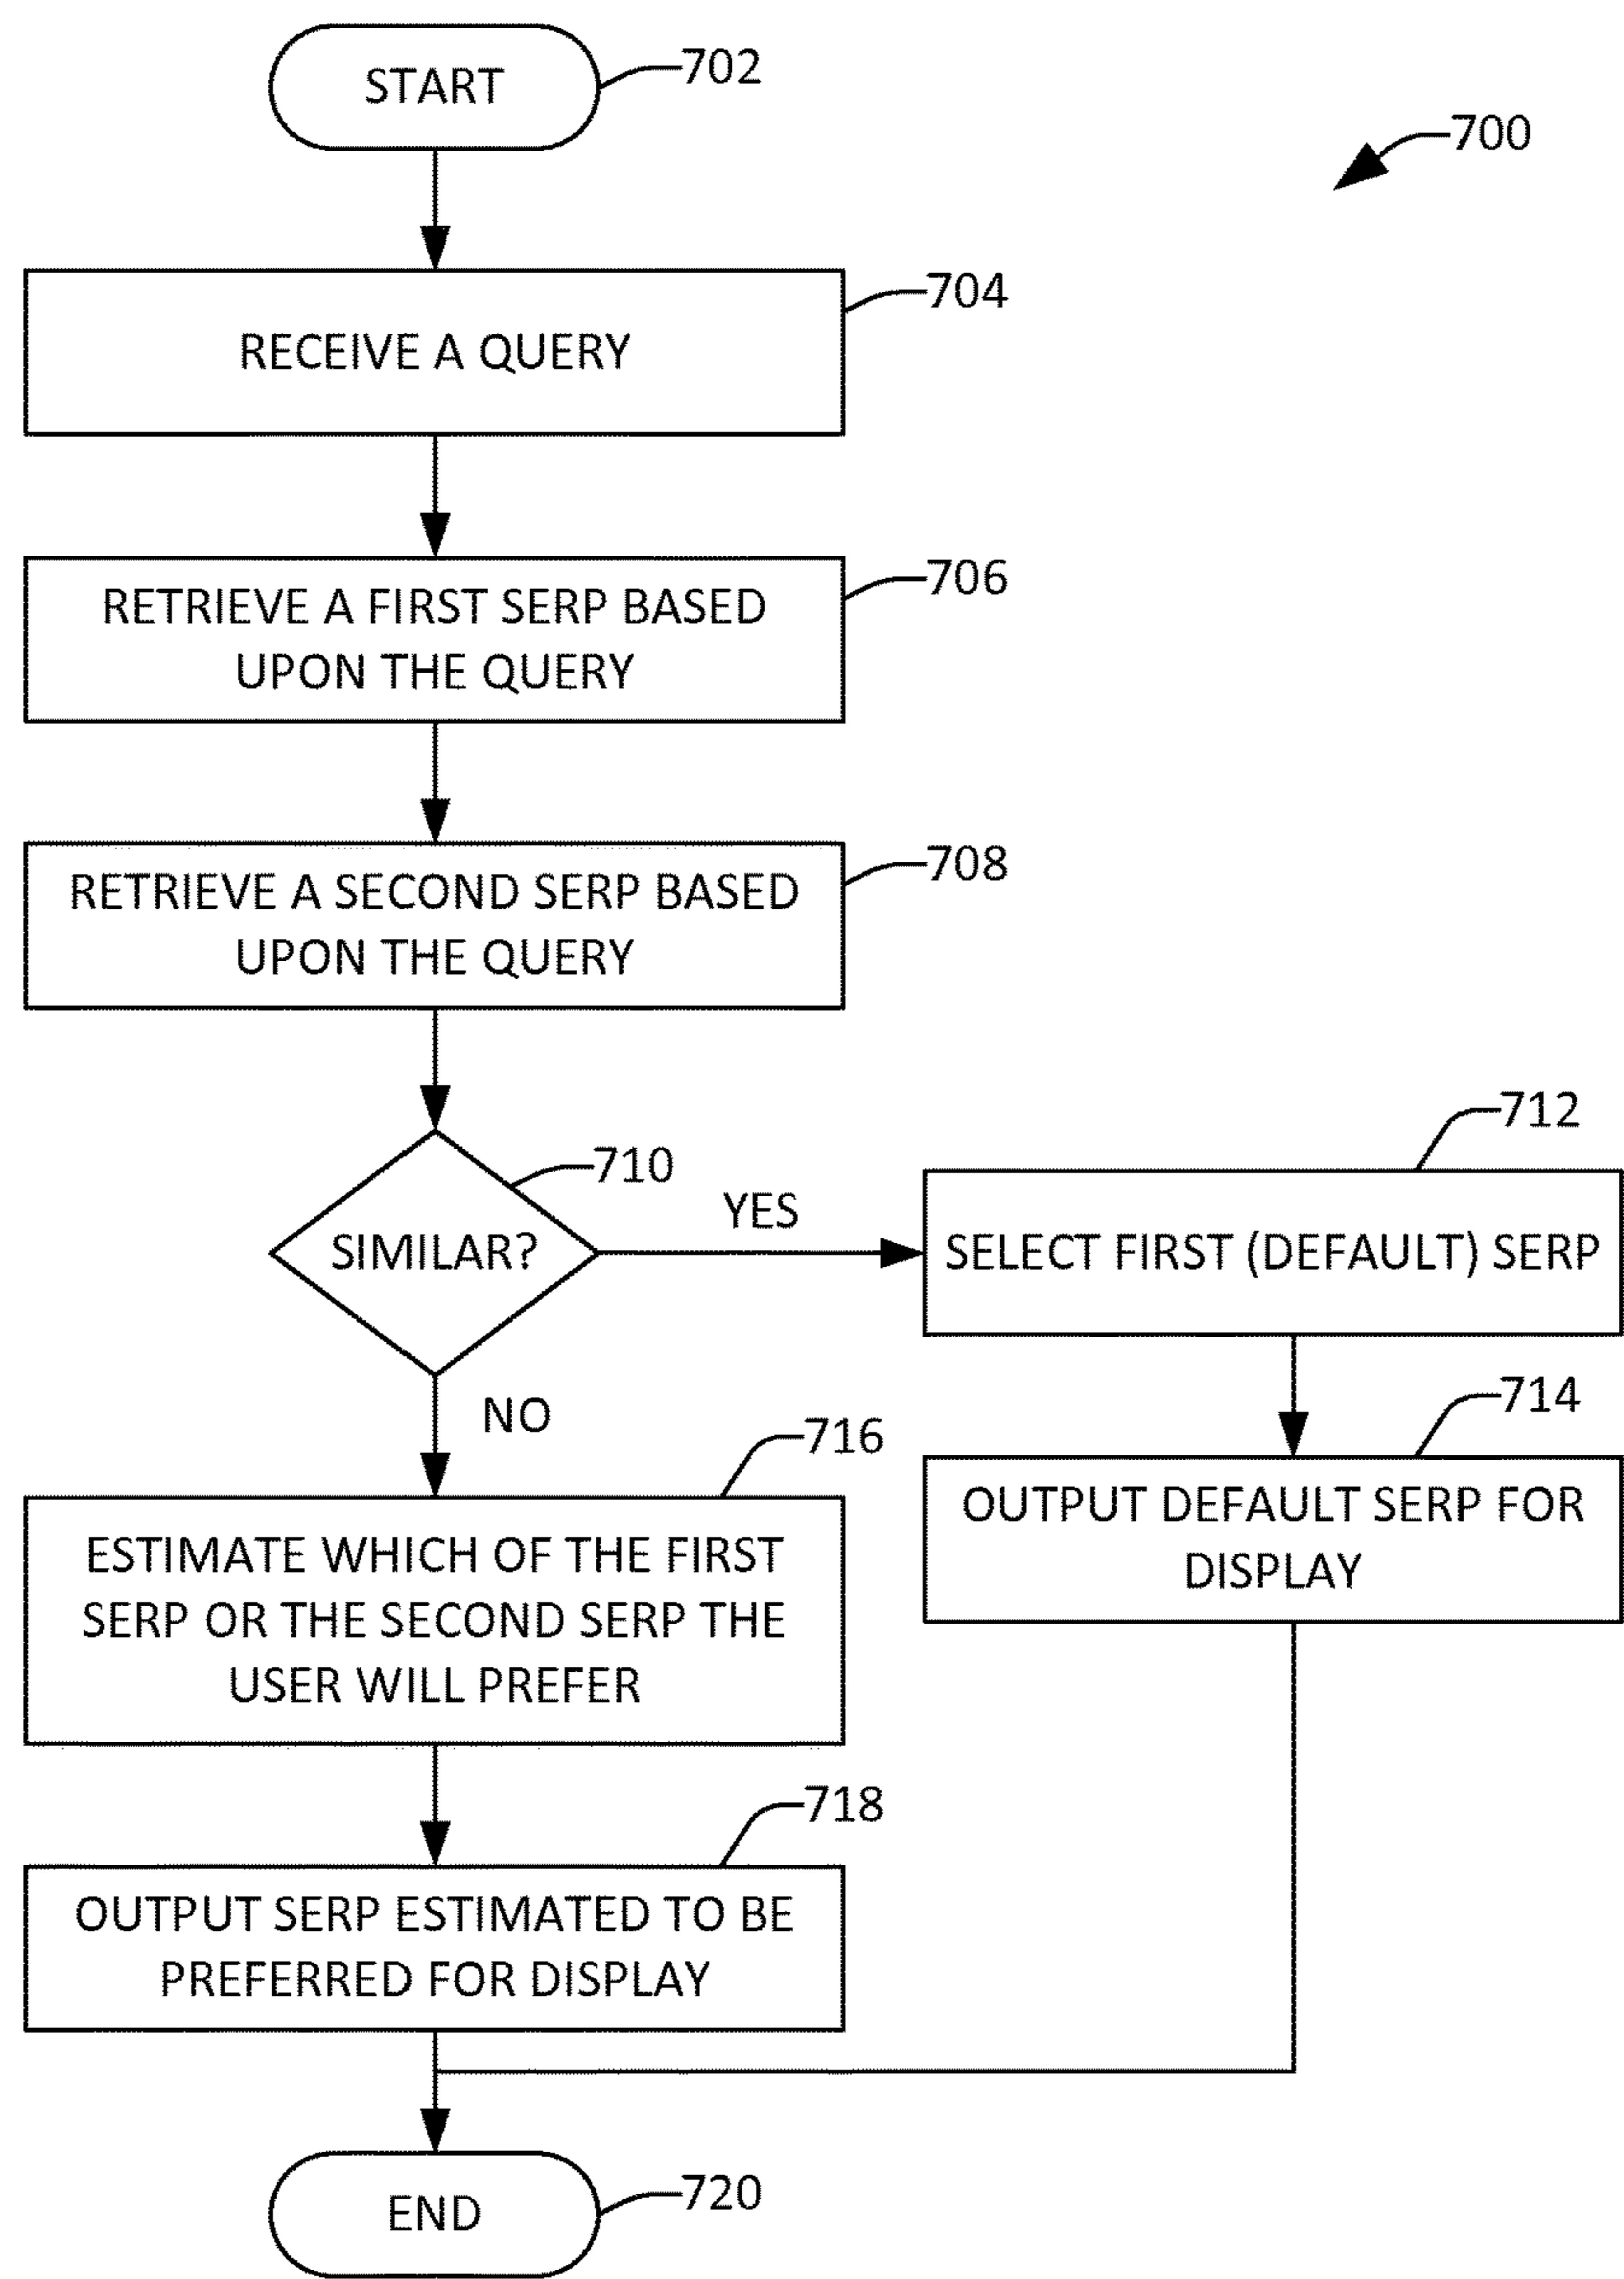 START
702
700
RECEIVE A QUERY
704
RETRIEVE A FIRST SERP BASED
UPON THE QUERY
706
RETRIEVE A SECOND SERP BASED
UPON THE QUERY
708
SIMILAR?
710
YES
NO
712
SELECT FIRST (DEFAULT) SERP
714
OUTPUT DEFAULT SERP FOR
DISPLAY
716
ESTIMATE WHICH OF THE FIRST
SERP OR THE SECOND SERP THE
USER WILL PREFER
718
OUTPUT SERP ESTIMATED TO BE
PREFERRED FOR DISPLAY
END
720